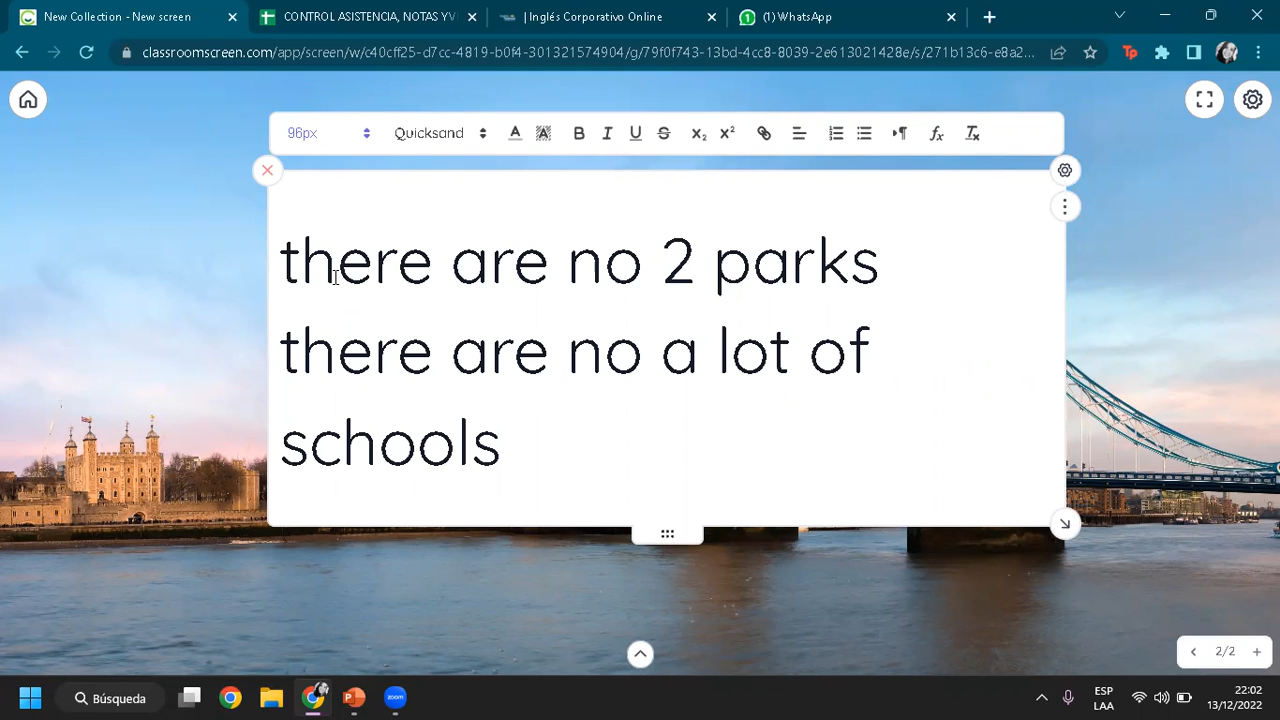 New Collection - New screen
CONTROL ASISTENCIA, NOTAS YVI
| Inglés Corporativo Online
(1) WhatsApp
classroomscreen.com/app/screen/w/c40cff25-d7cc-4819-b0f4-301321574904/g/79f0f743-13bd-4cc8-8039-2e613021428e/s/271b13c6-e8a2...
96px Quicksand
there are no 2 parks
there are no a lot of
schools
2/2
Búsqueda
ESP
LAA
22:02
13/12/2022